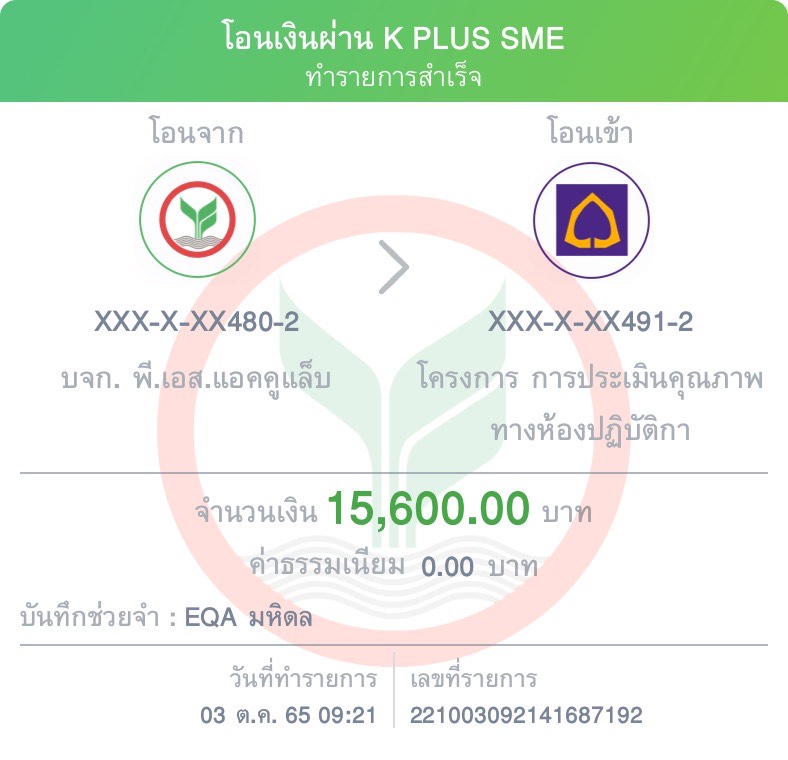 โอนเงินผ่าน K PLUS SME
ทำรายการสำเร็จ
โอนจาก
โอนเข้า
XXX-X-XX480-2
XXX-X-XX491-2
บจก. พี.เอส.แอคคูแล็บ
โครงการ การประเมินคุณภาพ
ทางห้องปฏิบัติกา
จำนวนเงิน 15,600.00 บาท
ค่าธรรมเนียม 0.00 บาท
บันทึกช่วยจำ : EQA มหิดล
วันที่ทำรายการ
03 ต.ค. 65 09:21
เลขที่รายการ
221003092141687192